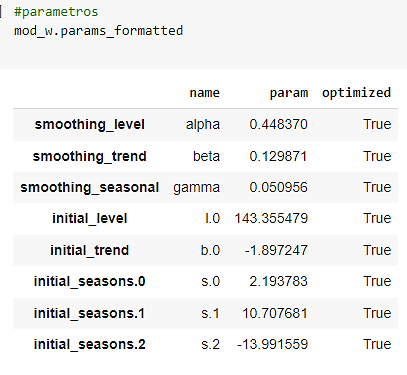 #parametros
mod_w.params_formatted
name param optimized
smoothing_level alpha 0.448370 True
smoothing_trend beta 0.129871 True
smoothing_seasonal gamma 0.050956 True
initial_level l.0 143.355479 True
initial_trend b.0 -1.897247 True
initial_seasons.0 s.0 2.193783 True
initial_seasons.1 s.1 10.707681 True
initial_seasons.2 s.2 -13.991559 True